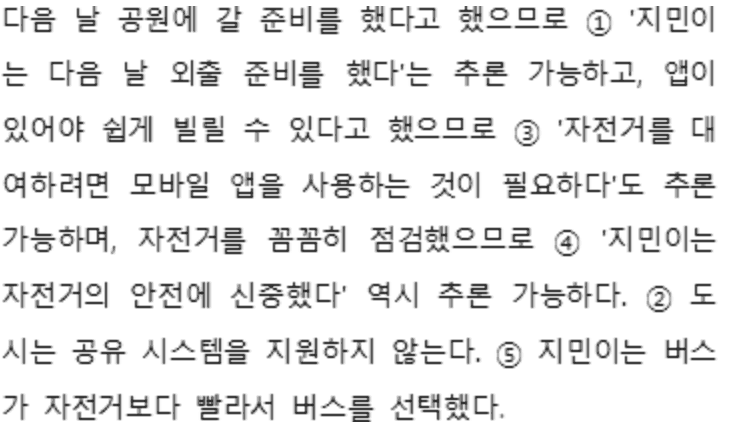 다음 날 공원에 갈 준비를 했다고 했으므로 ① '지민이
는 다음 날 외출 준비를 했다'는 추론 가능하고, 앱이
있어야 쉽게 빌릴 수 있다고 했으므로 ③ '자전거를 대
여하려면 모바일 앱을 사용하는 것이 필요하다'도 추론
가능하며, 자전거를 꼼꼼히 점검했으므로 ④ '지민이는
자전거의 안전에 신중했다' 역시 추론 가능하다. ② 도
시는 공유 시스템을 지원하지 않는다. ⑤ 지민이는 버스
가 자전거보다 빨라서 버스를 선택했다.